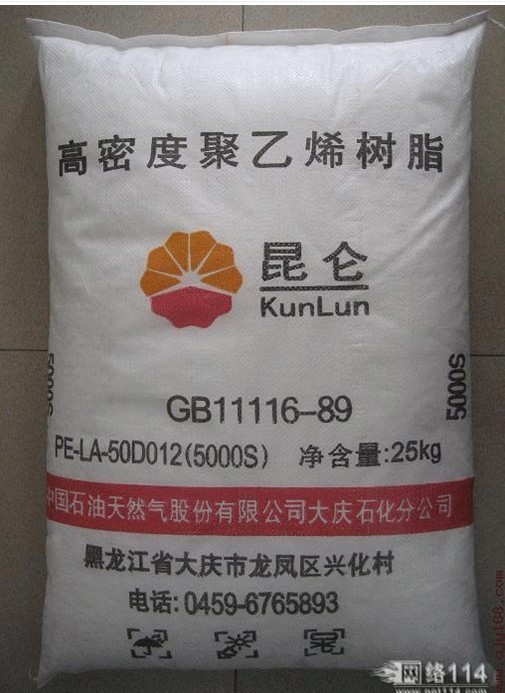 高密度聚乙烯树脂
昆仑
KunLun
GB11116-89
5000S
5000S
PE-LA-50D012(5000S) 净含量:25kg
中国石油天然气股份有限公司大庆石化分公司
黑龙江省大庆市龙凤区兴化村
电话:0459-6765893
网络114